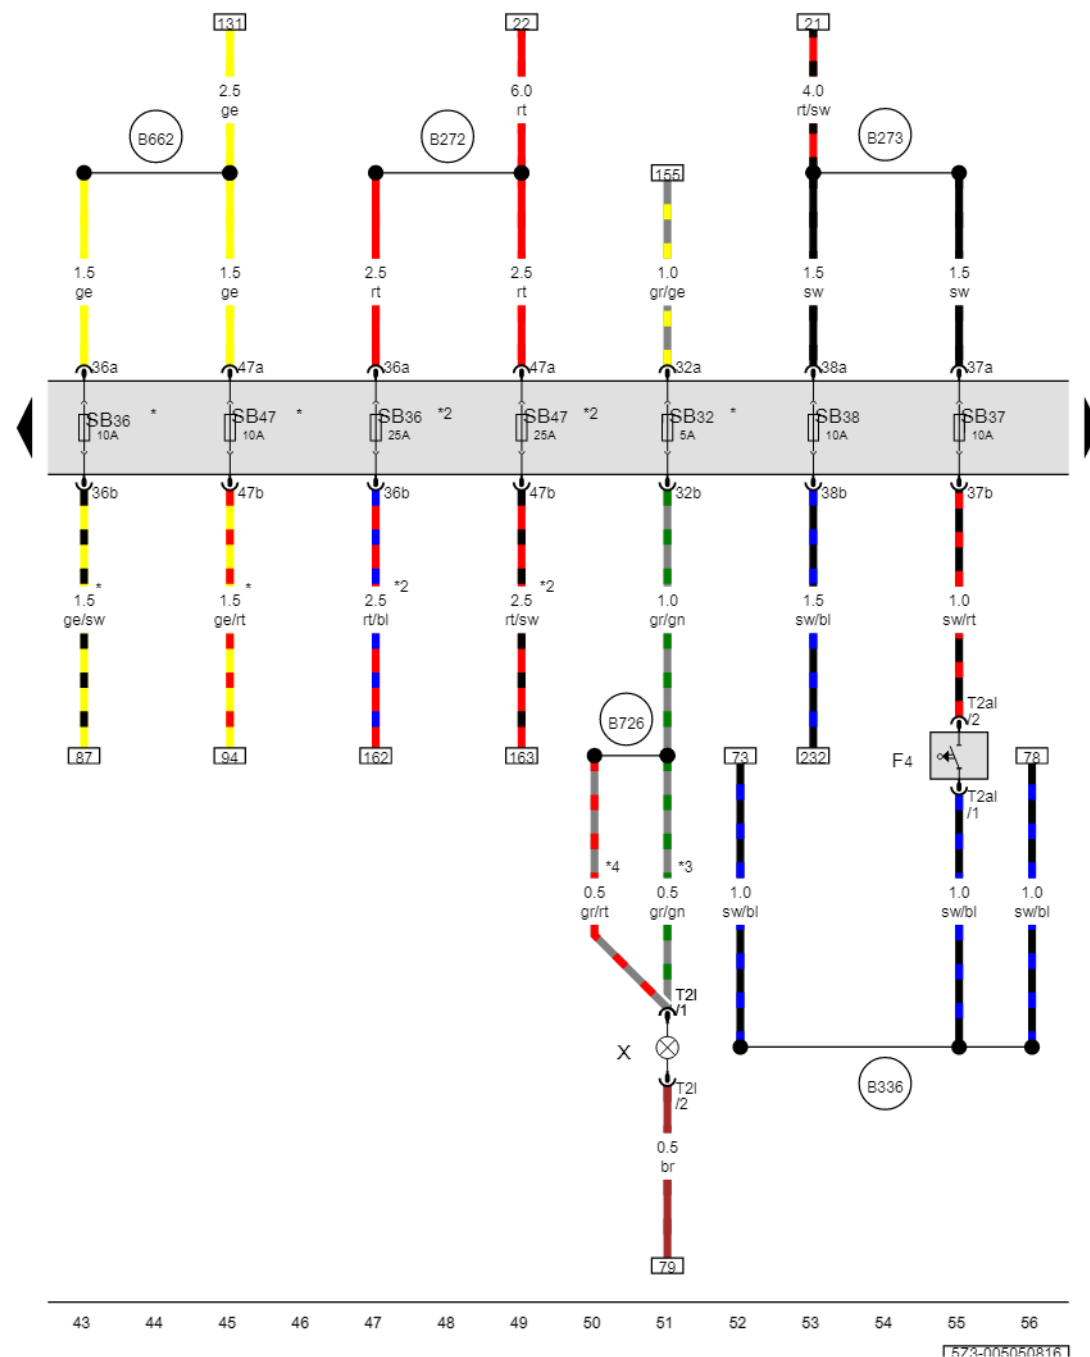 131
22
21
2.5
ge
6.0
rt
4.0
rt/sw
B662
B272
B273
155
1.5
ge
1.5
ge
2.5
rt
2.5
rt
1.0
gr/ge
1.5
sw
1.5
sw
36a
47a
36a
47a
32a
38a
37a
SB36 *
10A
SB47 *
10A
SB36 *2
25A
SB47 *2
25A
SB32 *
5A
SB38
10A
SB37
10A
36b
47b
36b
47b
32b
38b
37b
*
1.5
ge/sw
*
1.5
ge/rt
*2
2.5
rt/bl
*2
2.5
rt/sw
1.0
gr/gn
1.5
sw/bl
1.0
sw/rt
87
94
162
163
B726
73
232
T2al
/2
F4
T2al
/1
78
*4
0.5
gr/rt
*3
0.5
gr/gn
1.0
sw/bl
1.0
sw/bl
1.0
sw/bl
T2l
/1
X
T2l
/2
B336
0.5
br
79
43 44 45 46 47 48 49 50 51 52 53 54 55 56
5Z3-005050816